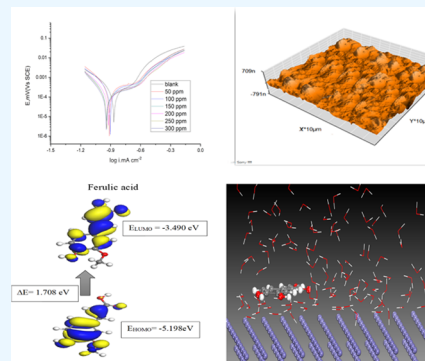 0.1
0.01
0.001
1E-4
1E-5
1E-6
E,mV(Vs SCE)
blank
50 ppm
100 ppm
150 ppm
200 ppm
250 ppm
300 ppm
-1.5
-1.2
-0.9
-0.6
-0.3
0.0
log i mA cm⁻²
709n
-791n
X*10µm
Y*10µ
Ferulic acid
ELUMO = -3.490 eV
ΔE= 1.708 eV
EHOMO = -5.198eV